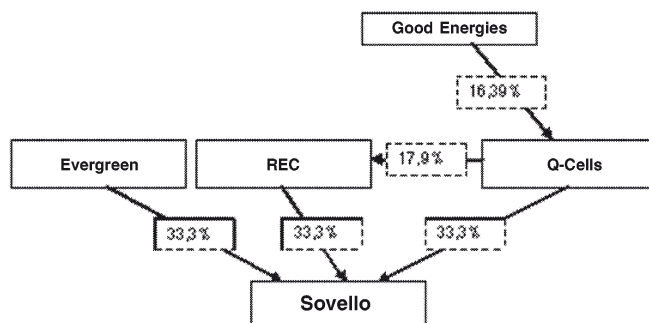 Good Energies
16,39%
Evergreen
REC
17,9%
Q-Cells
33,3%
33,3%
33,3%
Sovello